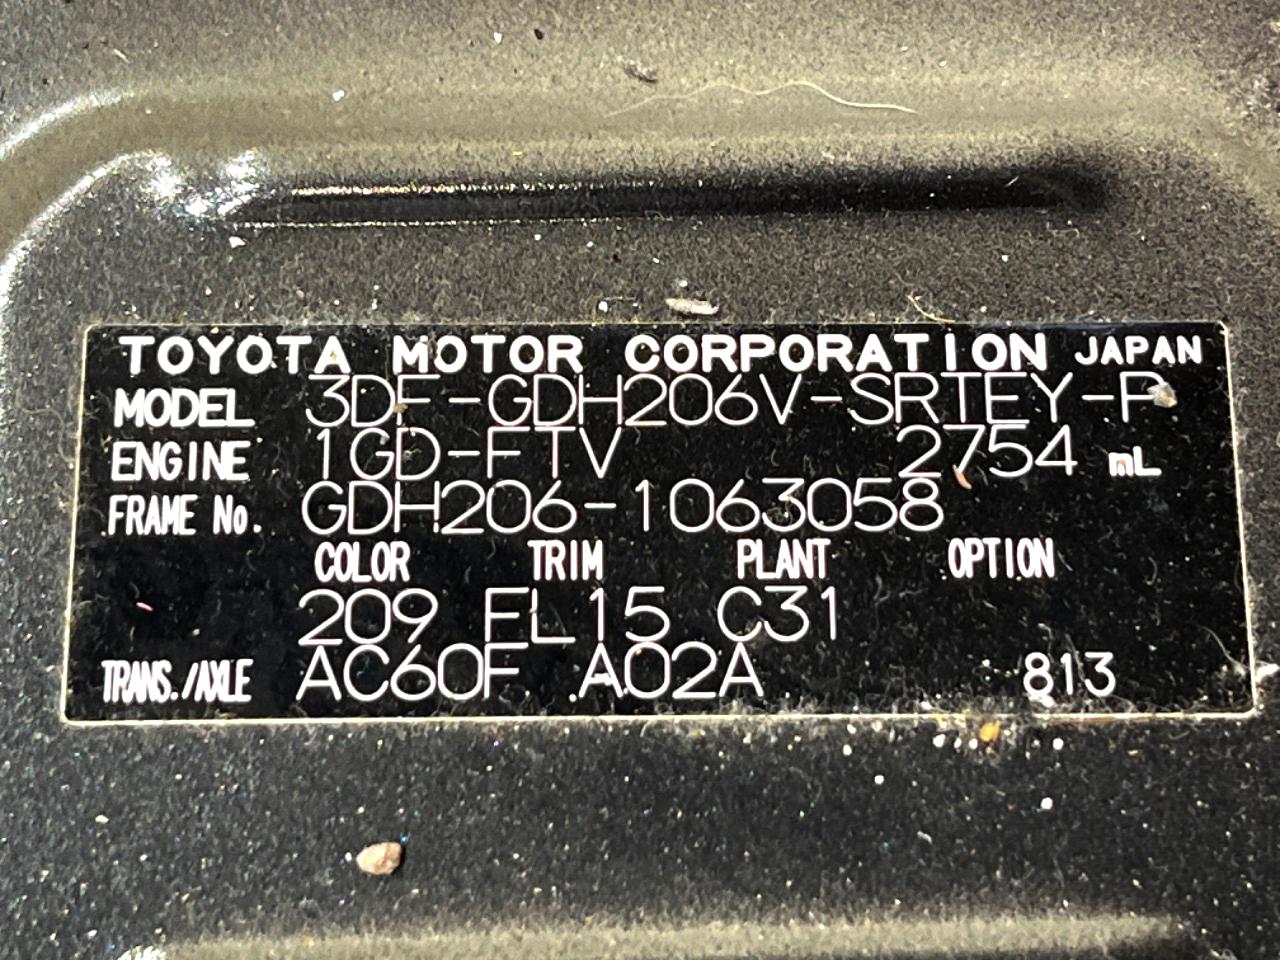 TOYOTA MOTOR CORPORATION JAPAN
MODEL 3DF-GDH206V-SRTEY-P
ENGINE 1GD-FTV 2754 mL
FRAME No. GDH206-1063058
COLOR TRIM PLANT OPTION
209 FL15 C31
TRANS./AXLE AC60F A02A 813